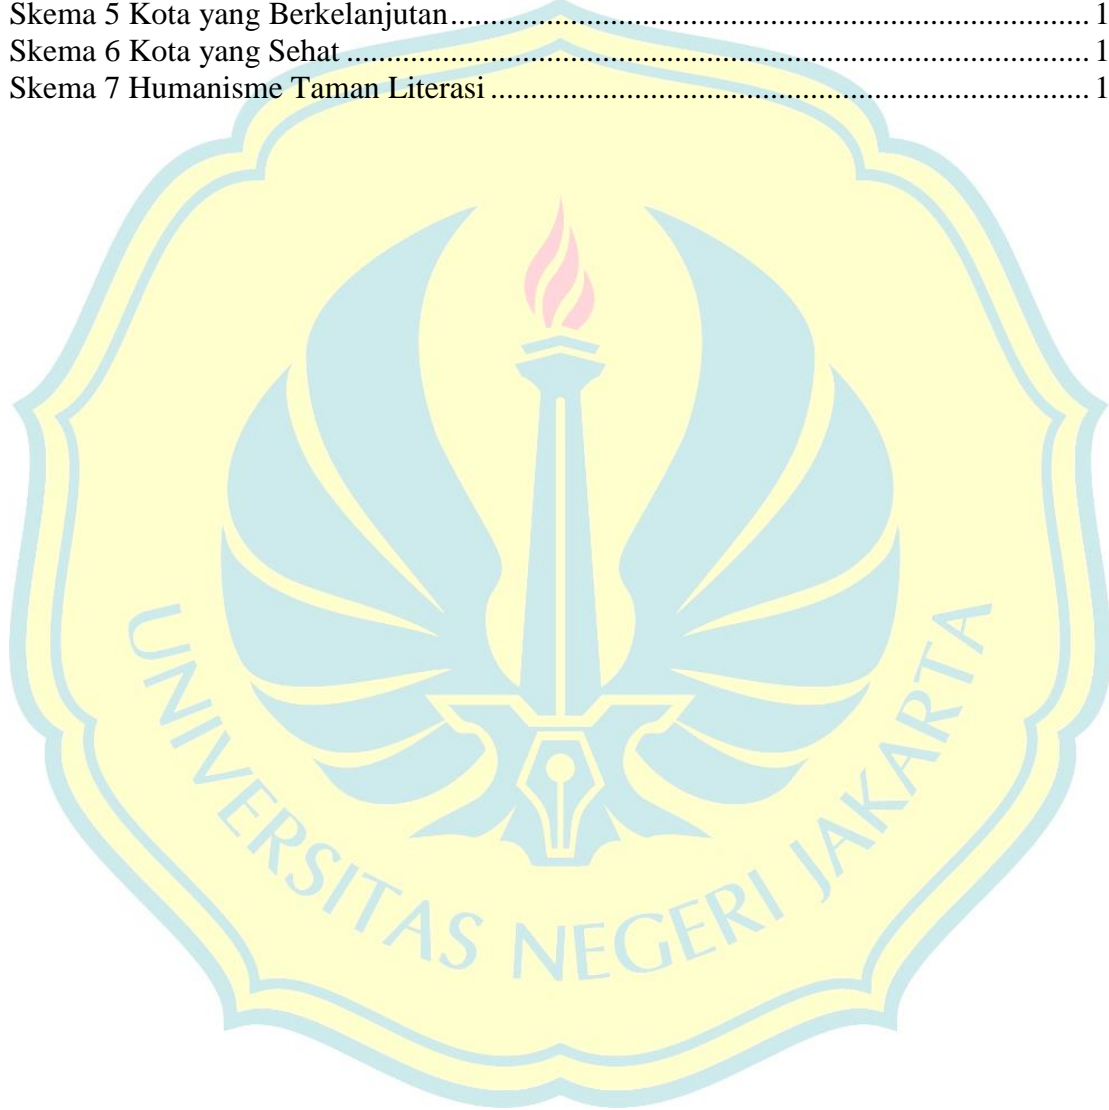 Skema 5 Kota yang Berkelanjutan................................................................................ 1
Skema 6 Kota yang Sehat ............................................................................................. 1
Skema 7 Humanisme Taman Literasi ........................................................................... 1
UNIVERSITAS NEGERI JAKARTA